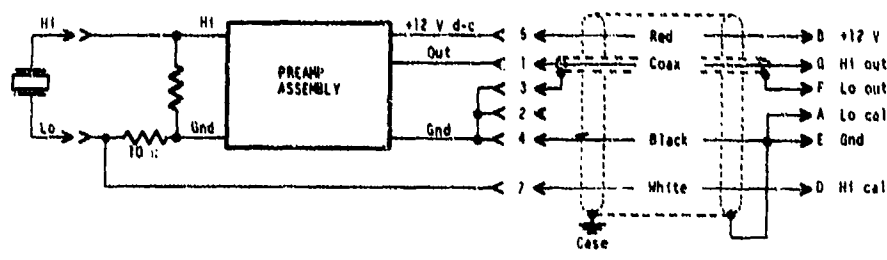 Hi Hi +12 V d-c 5 Red B +12 V
Out 1 Coax G Hi out
PREAMP
ASSEMBLY
3 F Lo out
2 A Lo cal
Lo Gnd Gnd 4 Black E Gnd
10 Ω
7 White D Hi cal
Case